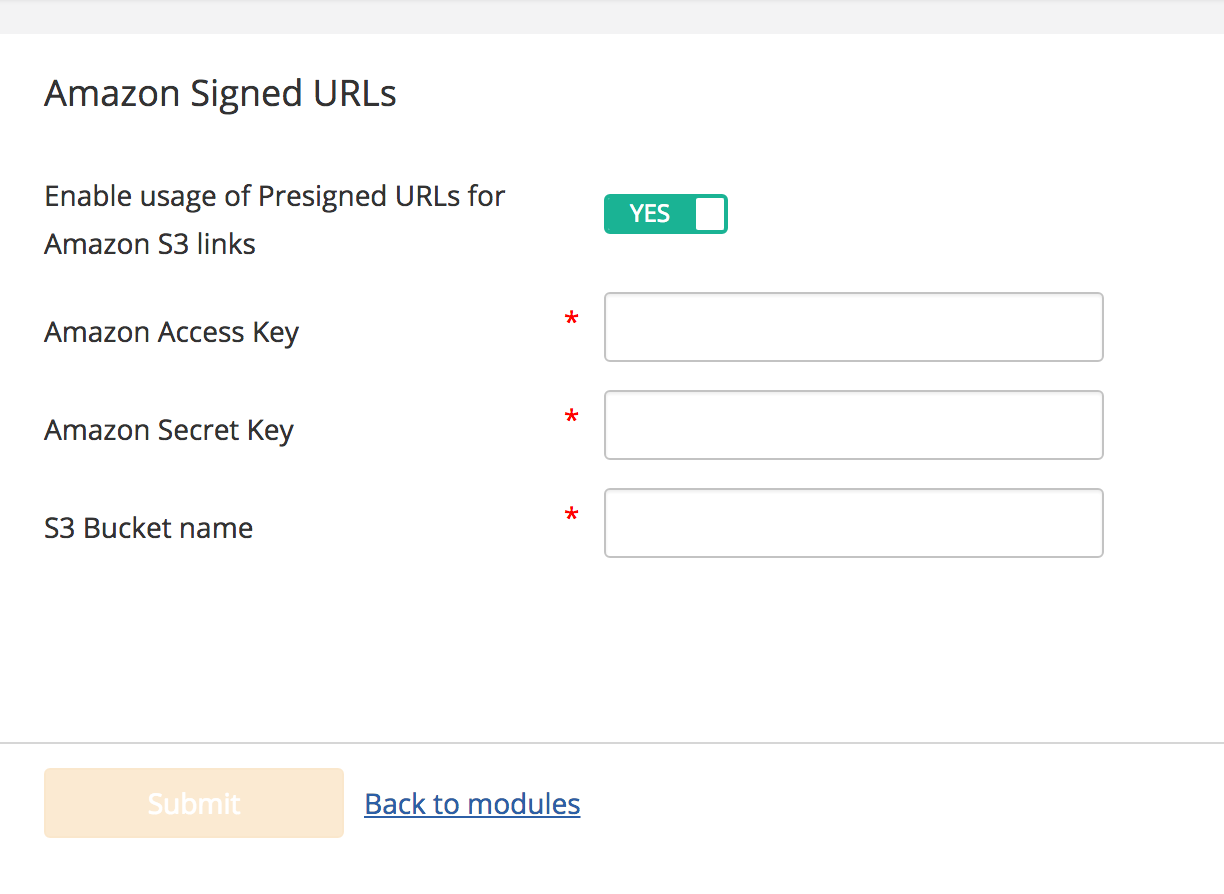 Amazon Signed URLs
Enable usage of Presigned URLs for
Amazon S3 links
YES
Amazon Access Key *
Amazon Secret Key *
S3 Bucket name *
Submit Back to modules